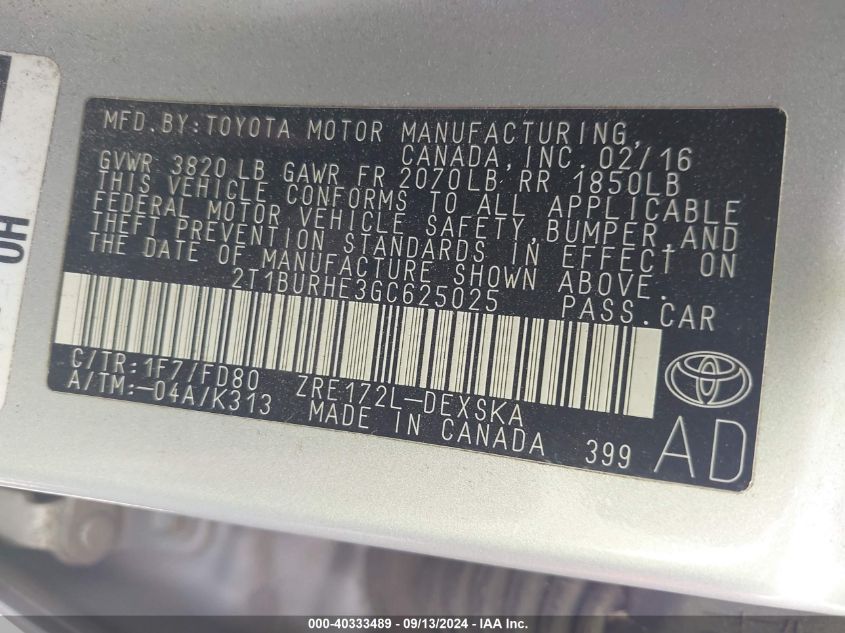 MFD.BY:TOYOTA MOTOR MANUFACTURING,
CANADA, INC. 02/16
GVWR 3820 LB GAWR FR 2070LB RR 1850LB
THIS VEHICLE CONFORMS TO ALL APPLICABLE
FEDERAL MOTOR VEHICLE SAFETY, BUMPER, AND
THEFT PREVENTION STANDARDS IN EFFECT ON
THE DATE OF MANUFACTURE SHOWN ABOVE.
2T1BURHE3GC625025 PASS.CAR
C/TR:1F7/FD80 ZRE172L-DEXSKA
A/TM:-04A/K313 MADE IN CANADA 399 AD
OH
000-40333489 - 09/13/2024 - IAA Inc.